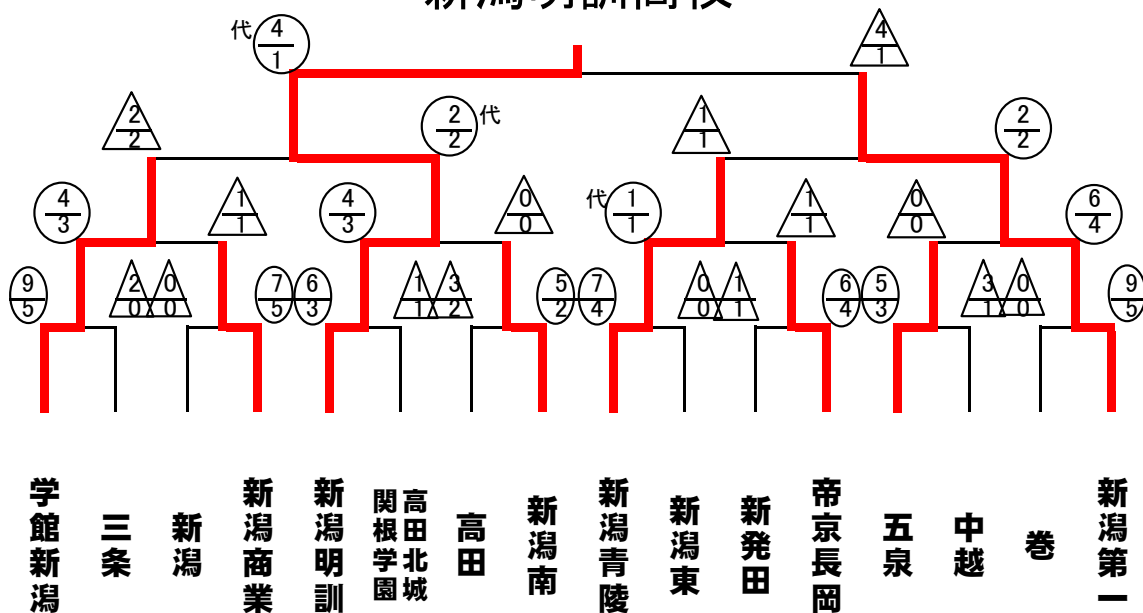 新潟明訓高校
代 4/1
4/1
2/2
2/2 代
1/1
2/2
4/3
1/1
4/3
0/0
代 1/1
1/1
0/0
6/4
9/5
2/0
0/0
7/5
6/3
1/1
3/2
5/2
7/4
0/0
1/1
6/4
5/3
3/1
0/0
9/5
学館新潟
三条
新潟
新潟商業
新潟明訓
関根学園
高田北城
高田
新潟南
新潟青陵
新潟東
新発田
帝京長岡
五泉
中越
巻
新潟第一